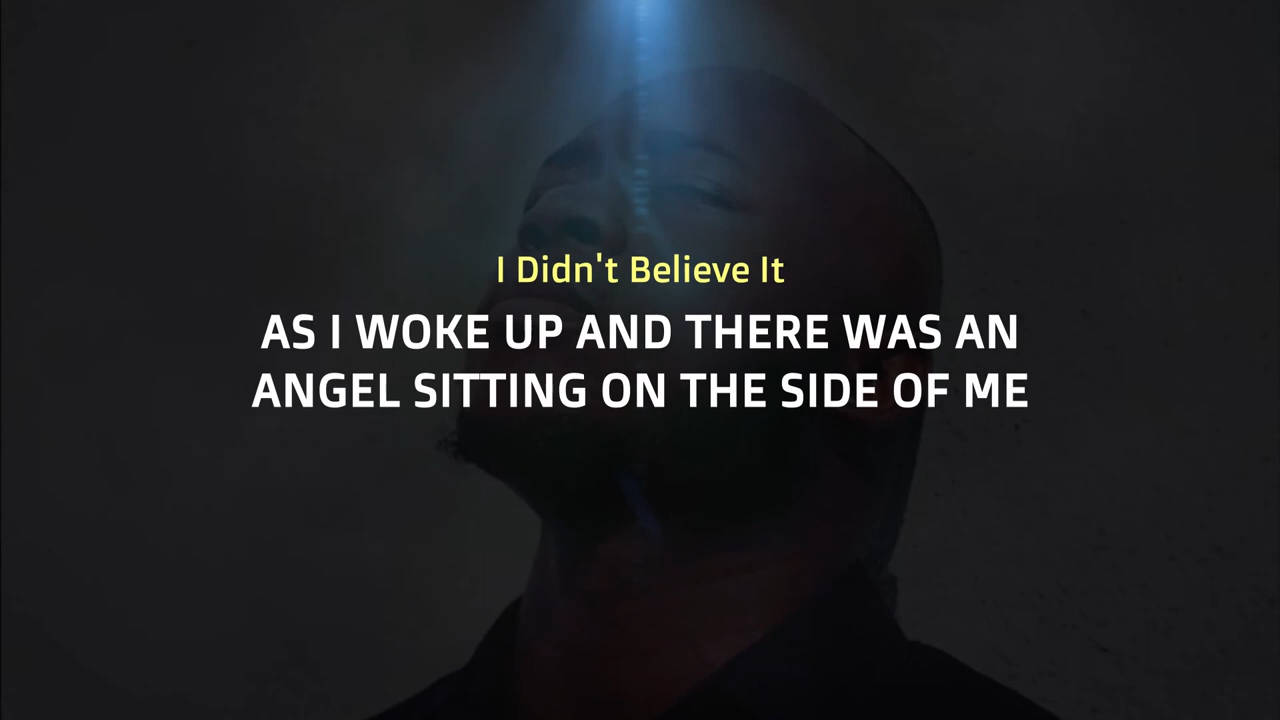 I Didn't Believe It
AS I WOKE UP AND THERE WAS AN
ANGEL SITTING ON THE SIDE OF ME